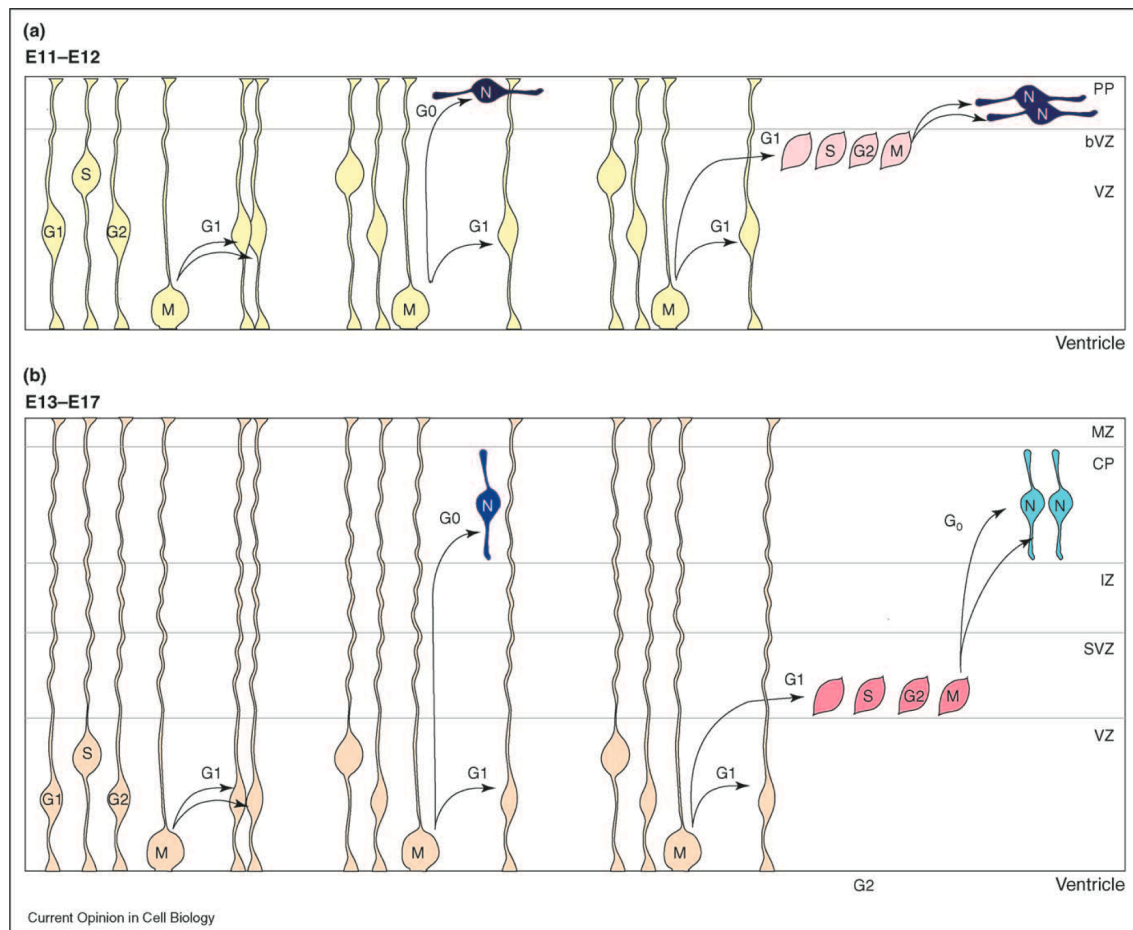 (a)
E11–E12
PP
N
G0
N
N
G1
bVZ
S
G2
M
S
VZ
G1
G2
G1
G1
G1
M
M
M
Ventricle
(b)
E13–E17
MZ
CP
N
N
N
G0
G₀
IZ
SVZ
G1
S
G2
M
VZ
S
G1
G1
G1
G1
G2
M
M
M
G2
Ventricle
Current Opinion in Cell Biology